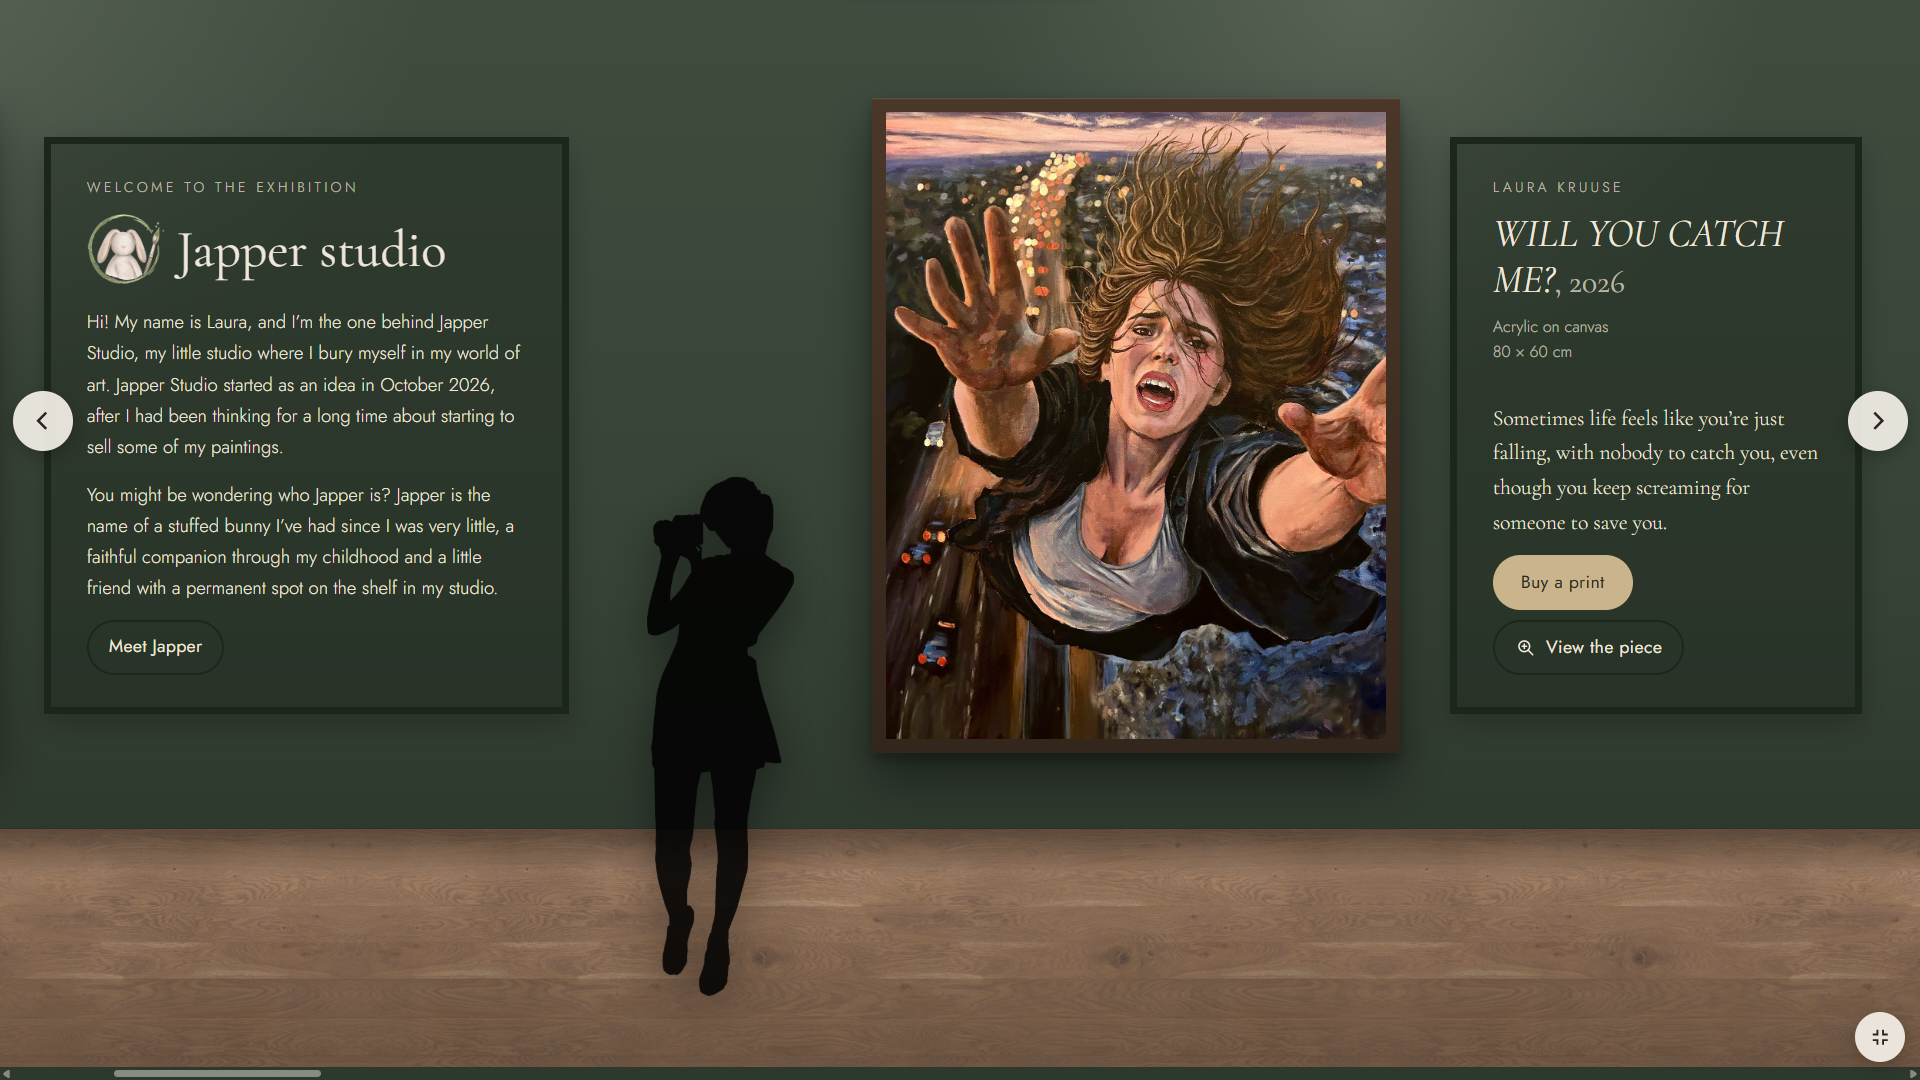 WELCOME TO THE EXHIBITION
Japper studio
Hi! My name is Laura, and I'm the one behind Japper
Studio, my little studio where I bury myself in my world of
art. Japper Studio started as an idea in October 2026,
after I had been thinking for a long time about starting to
sell some of my paintings.
You might be wondering who Japper is? Japper is the
name of a stuffed bunny I've had since I was very little, a
faithful companion through my childhood and a little
friend with a permanent spot on the shelf in my studio.
Meet Japper
LAURA KRUUSE
WILL YOU CATCH
ME?, 2026
Acrylic on canvas
80 × 60 cm
Sometimes life feels like you're just
falling, with nobody to catch you, even
though you keep screaming for
someone to save you.
Buy a print
View the piece